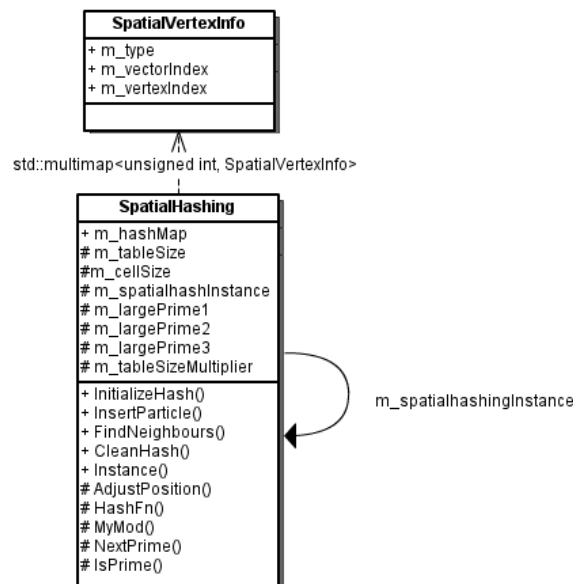 SpatialVertexInfo
+ m_type
+ m_vectorIndex
+ m_vertexIndex
std::multimap<unsigned int, SpatialVertexInfo>
SpatialHashing
+ m_hashMap
# m_tableSize
#m_cellSize
# m_spatialhashInstance
# m_largePrime1
# m_largePrime2
# m_largePrime3
# m_tableSizeMultiplier
m_spatialhashingInstance
+ InitializeHash()
+ InsertParticle()
+ FindNeighbours()
+ CleanHash()
+ Instance()
# AdjustPosition()
# HashFn()
# MyMod()
# NextPrime()
# IsPrime()